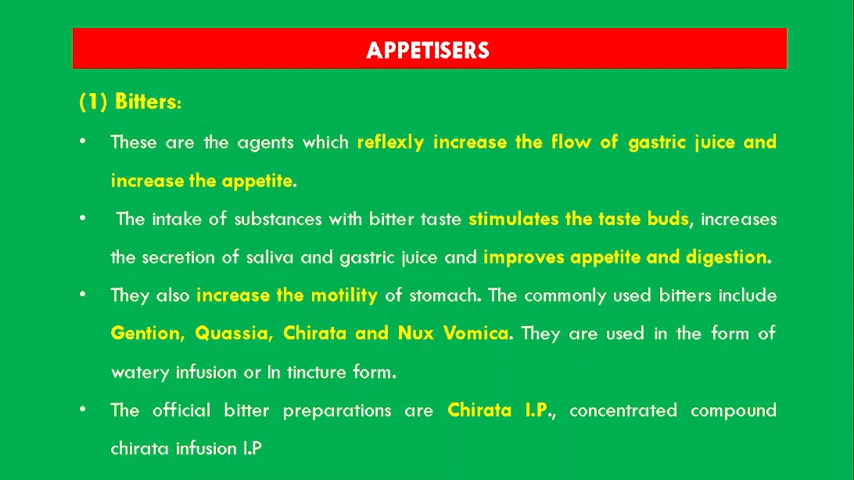 APPETISERS
(1) Bitters:
• These are the agents which reflexly increase the flow of gastric juice and
increase the appetite.
• The intake of substances with bitter taste stimulates the taste buds, increases
the secretion of saliva and gastric juice and improves appetite and digestion.
• They also increase the motility of stomach. The commonly used bitters include
Gention, Quassia, Chirata and Nux Vomica. They are used in the form of
watery infusion or In tincture form.
• The official bitter preparations are Chirata I.P., concentrated compound
chirata infusion I.P